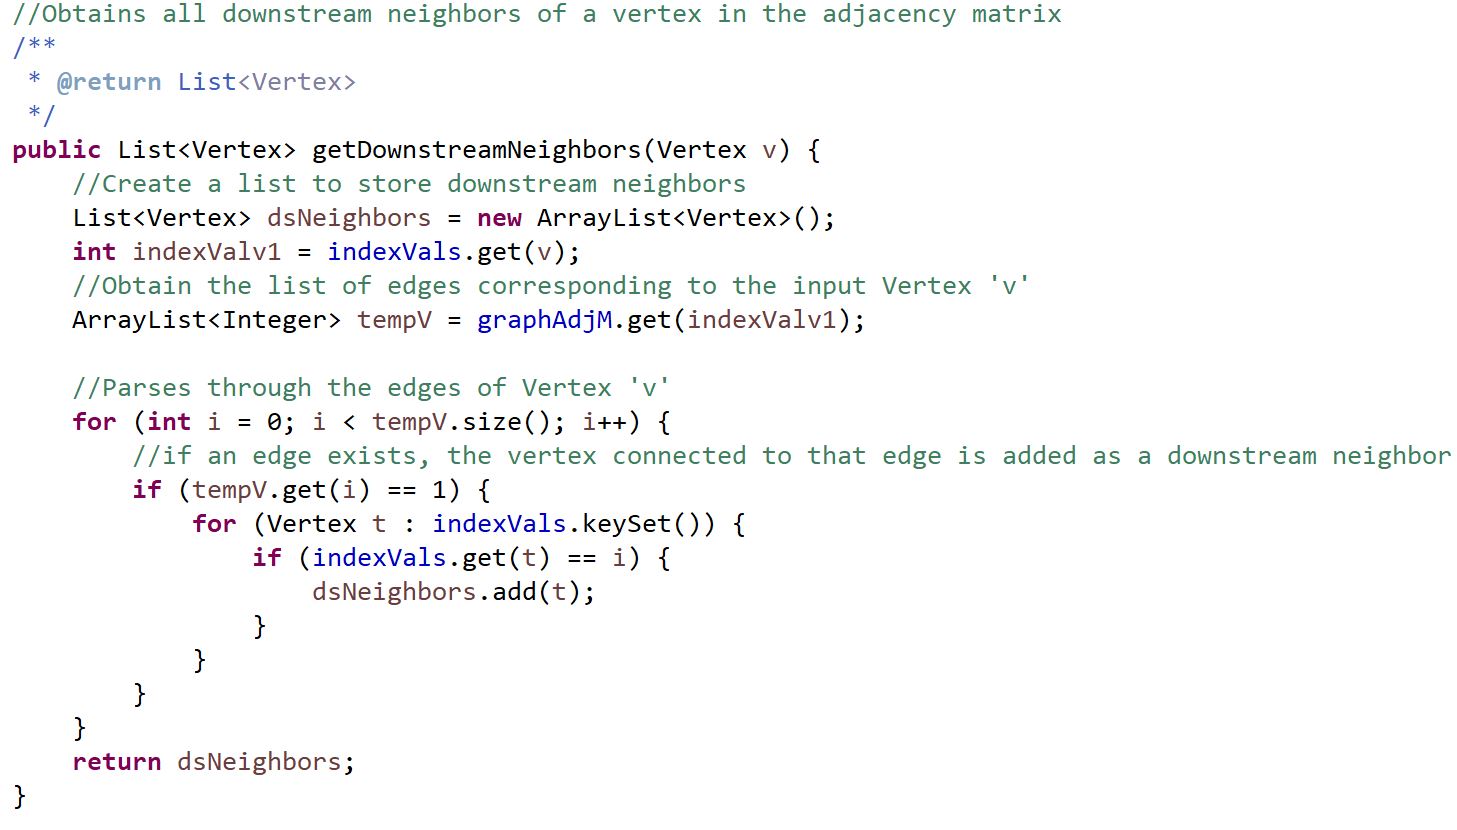 //Obtains all downstream neighbors of a vertex in the adjacency matrix
/**
 * @return List<Vertex>
 */
public List<Vertex> getDownstreamNeighbors(Vertex v) {
    //Create a list to store downstream neighbors
    List<Vertex> dsNeighbors = new ArrayList<Vertex>();
    int indexValv1 = indexVals.get(v);
    //Obtain the list of edges corresponding to the input Vertex 'v'
    ArrayList<Integer> tempV = graphAdjM.get(indexValv1);

    //Parses through the edges of Vertex 'v'
    for (int i = 0; i < tempV.size(); i++) {
        //if an edge exists, the vertex connected to that edge is added as a downstream neighbor
        if (tempV.get(i) == 1) {
            for (Vertex t : indexVals.keySet()) {
                if (indexVals.get(t) == i) {
                    dsNeighbors.add(t);
                }
            }
        }
    }
    return dsNeighbors;
}